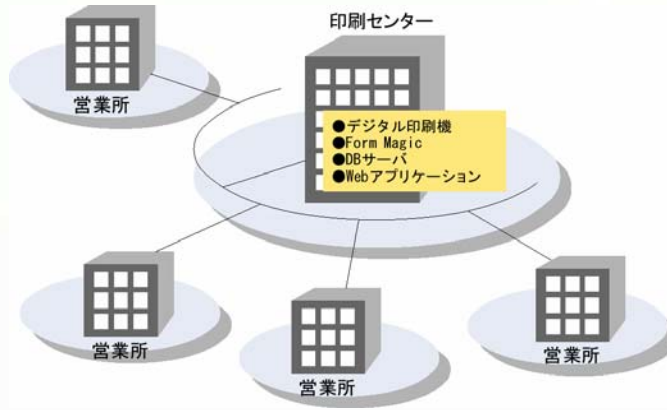 印刷センター
営業所
●デジタル印刷機
●Form Magic
●DBサーバ
●Webアプリケーション
営業所
営業所
営業所